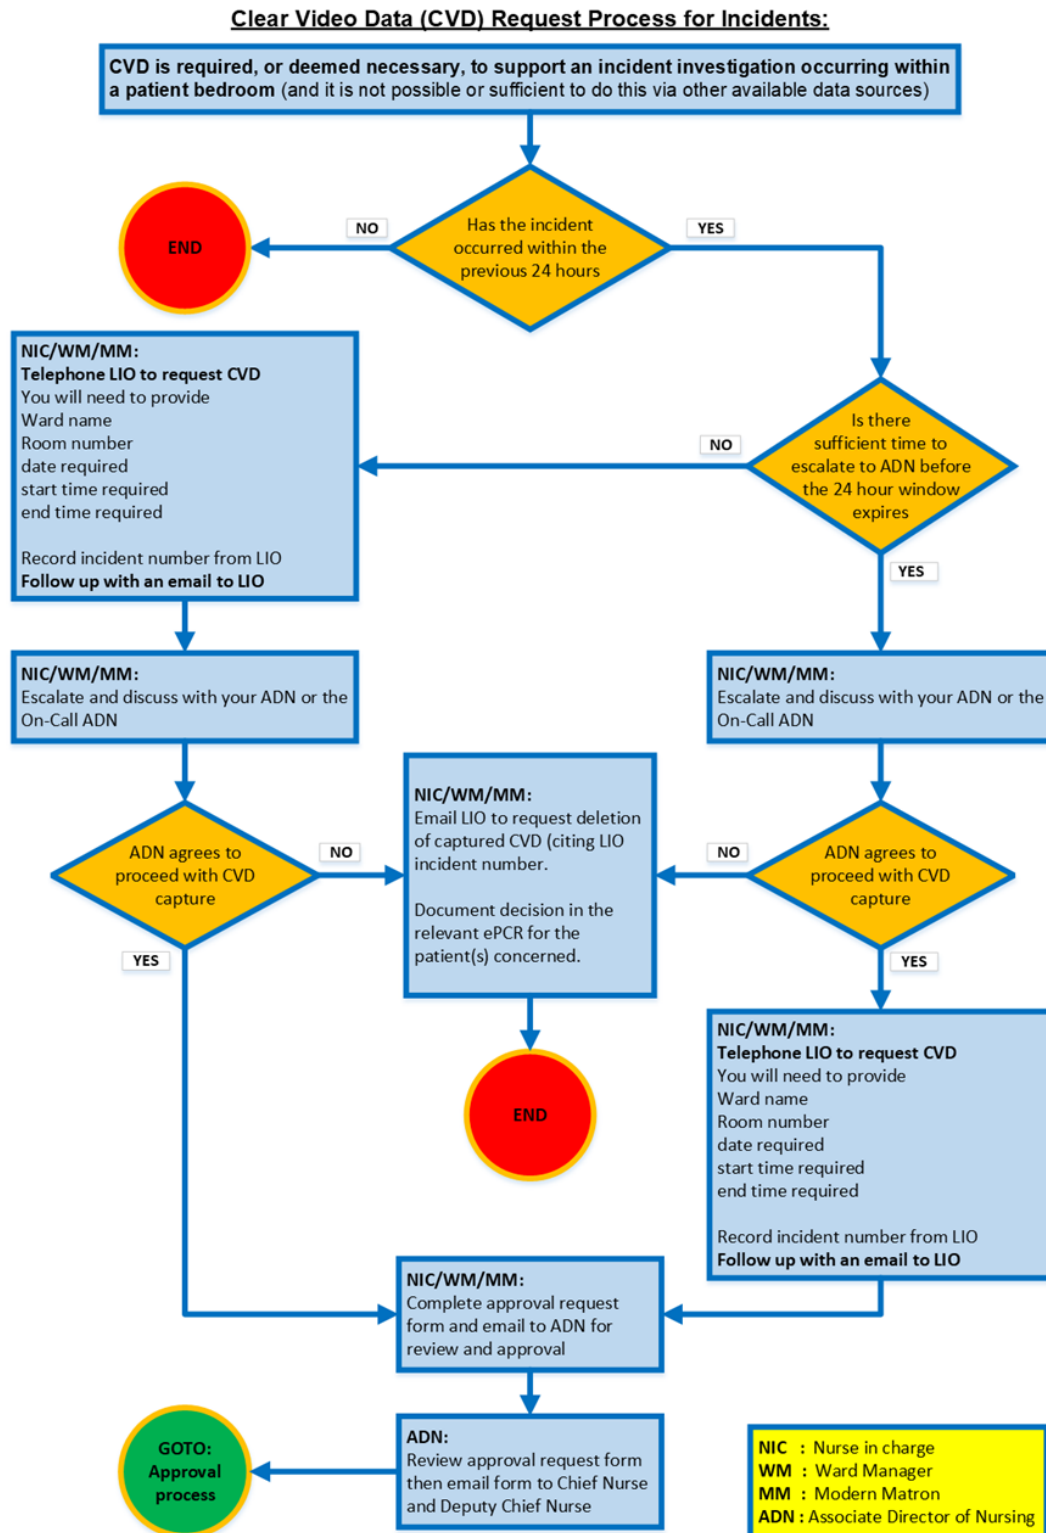 Clear Video Data (CVD) Request Process for Incidents:
CVD is required, or deemed necessary, to support an incident investigation occurring within
a patient bedroom (and it is not possible or sufficient to do this via other available data sources)
Has the incident
occurred within the
previous 24 hours
NO
YES
END
Is there
sufficient time to
escalate to ADN before
the 24 hour window
expires
NO
YES
NIC/WM/MM:
Telephone LIO to request CVD
You will need to provide
Ward name
Room number
date required
start time required
end time required
Record incident number from LIO
Follow up with an email to LIO
NIC/WM/MM:
Escalate and discuss with your ADN or the
On-Call ADN
NIC/WM/MM:
Escalate and discuss with your ADN or the
On-Call ADN
ADN agrees to
proceed with CVD
capture
NO
YES
NIC/WM/MM:
Email LIO to request deletion
of captured CVD (citing LIO
incident number.
Document decision in the
relevant ePCR for the
patient(s) concerned.
NO
ADN agrees to
proceed with CVD
capture
YES
END
NIC/WM/MM:
Telephone LIO to request CVD
You will need to provide
Ward name
Room number
date required
start time required
end time required
Record incident number from LIO
Follow up with an email to LIO
NIC/WM/MM:
Complete approval request
form and email to ADN for
review and approval
ADN:
Review approval request form
then email form to Chief Nurse
and Deputy Chief Nurse
GOTO:
Approval
process
NIC : Nurse in charge
WM : Ward Manager
MM : Modern Matron
ADN : Associate Director of Nursing